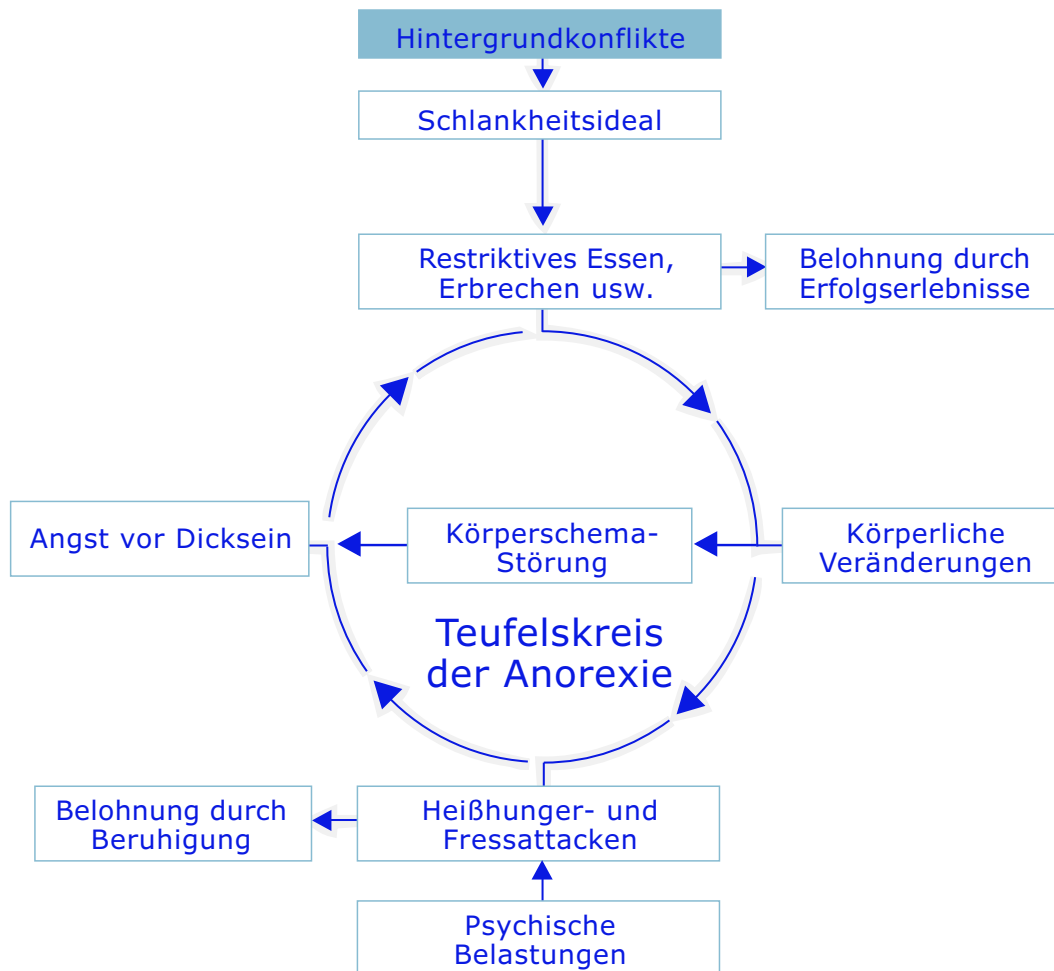 Hintergrundkonflikte
Schlankheitsideal
Restriktives Essen,
Erbrechen usw.
Belohnung durch
Erfolgserlebnisse
Angst vor Dicksein
Körperschema-
Störung
Körperliche
Veränderungen
Teufelskreis
der Anorexie
Belohnung durch
Beruhigung
Heißhunger- und
Fressattacken
Psychische
Belastungen